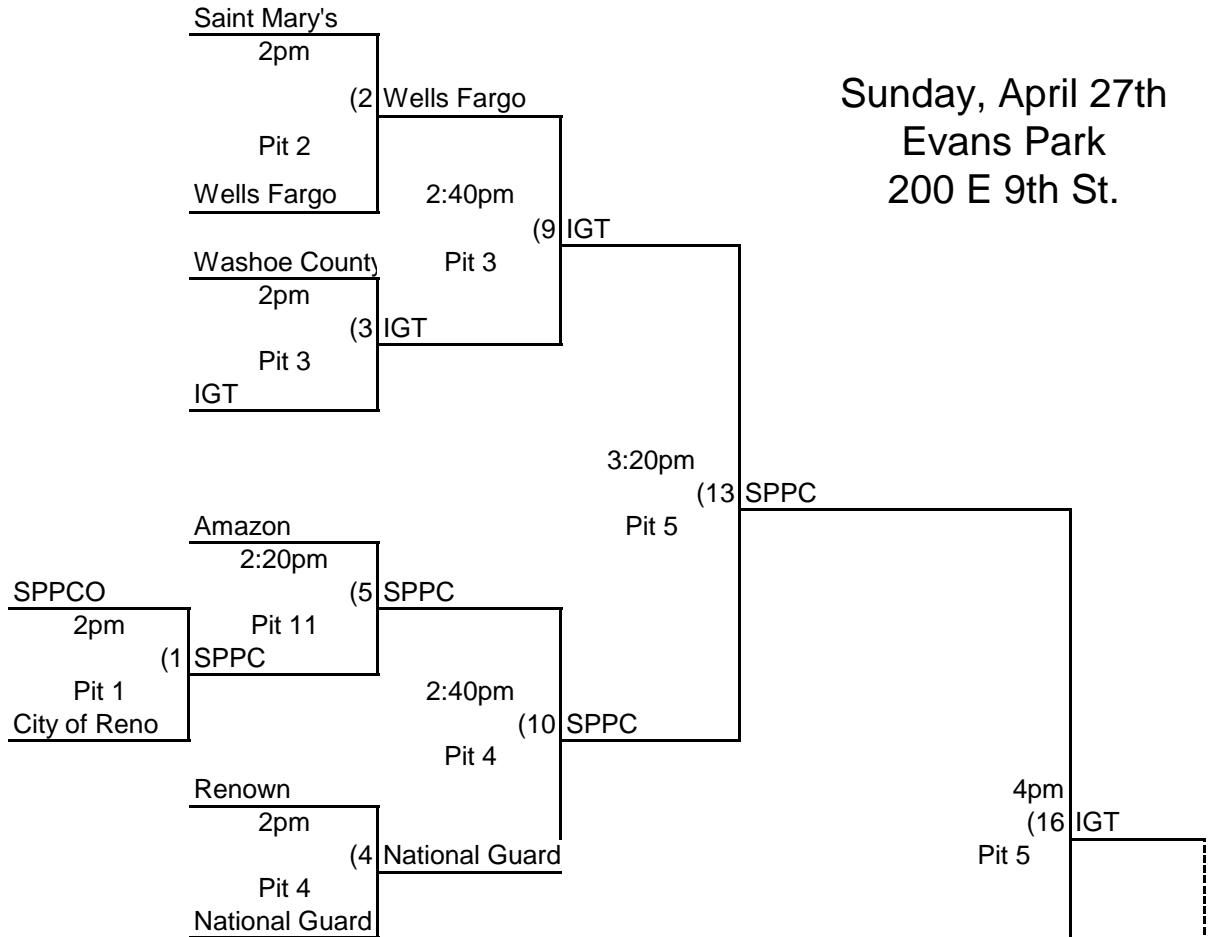 Saint Mary's
2pm
(2 Wells Fargo
Pit 2
Wells Fargo
2:40pm
(9 IGT
Washoe County
Pit 3
2pm
(3 IGT
Pit 3
IGT
Sunday, April 27th
Evans Park
200 E 9th St.
3:20pm
(13 SPPC
Pit 5
Amazon
2:20pm
SPPCO
(5 SPPC
2pm
Pit 11
(1 SPPC
Pit 1
2:40pm
City of Reno
(10 SPPC
Pit 4
Renown
2pm
(4 National Guard
Pit 4
National Guard
4pm
(16 IGT
Pit 5